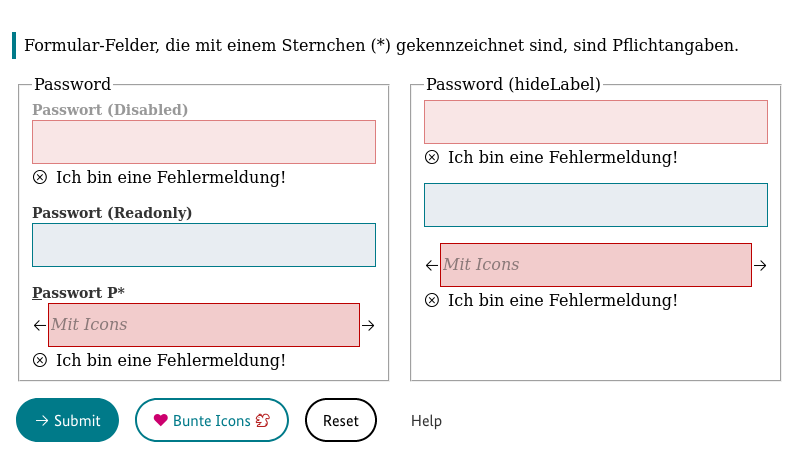 Formular-Felder, die mit einem Sternchen (*) gekennzeichnet sind, sind Pflichtangaben.
Password
Passwort (Disabled)
Ich bin eine Fehlermeldung!
Passwort (Readonly)
Passwort P*
Mit Icons
Ich bin eine Fehlermeldung!
Password (hideLabel)
Ich bin eine Fehlermeldung!
Mit Icons
Ich bin eine Fehlermeldung!
Submit
Bunte Icons
Reset
Help